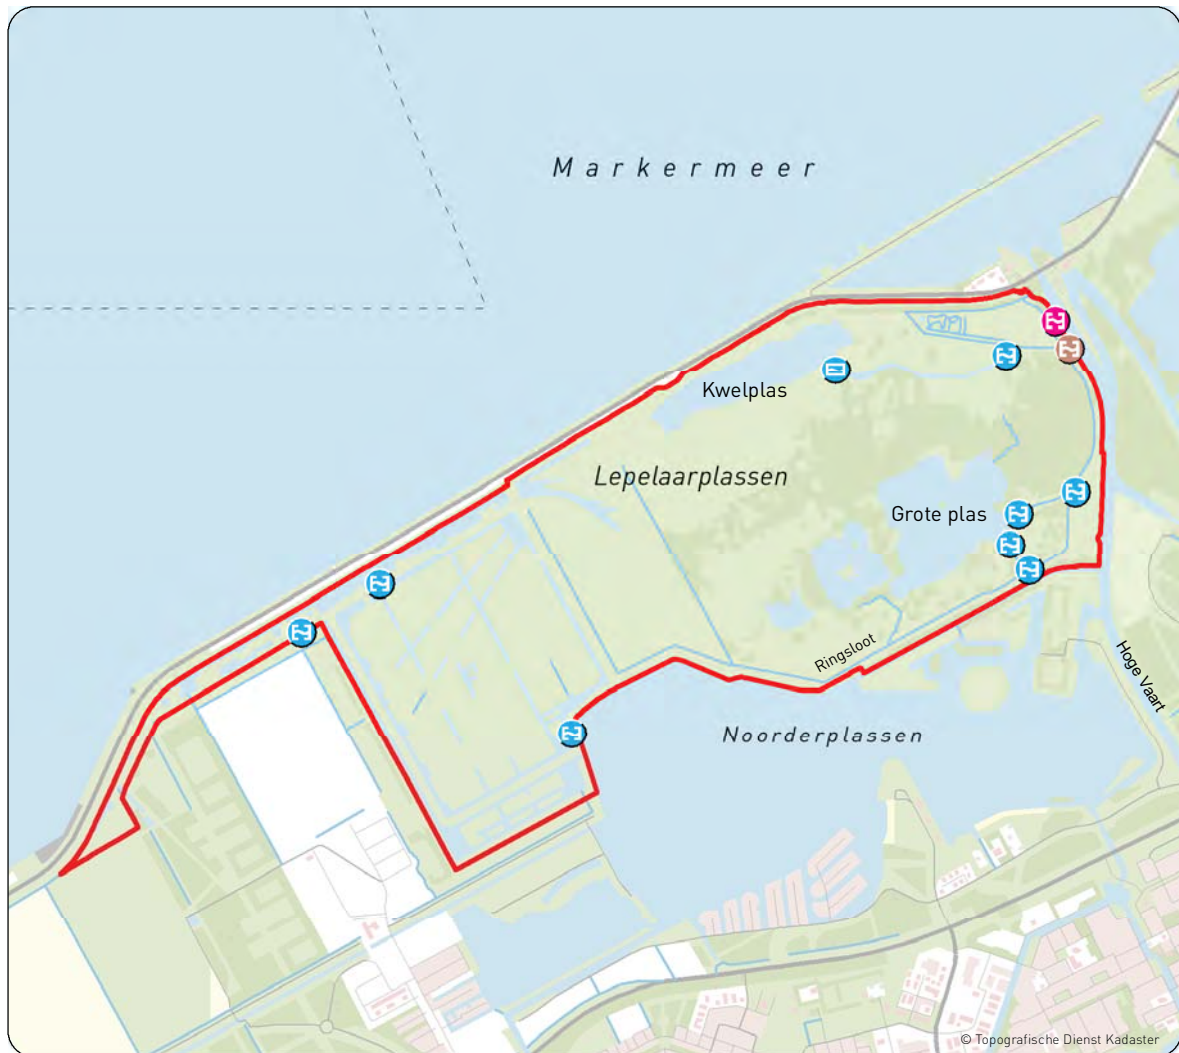 Markermeer
Kwelplas
Lepelaarplassen
Grote plas
Ringsloot
Hoge Vaart
Noorderplassen
© Topografische Dienst Kadaster